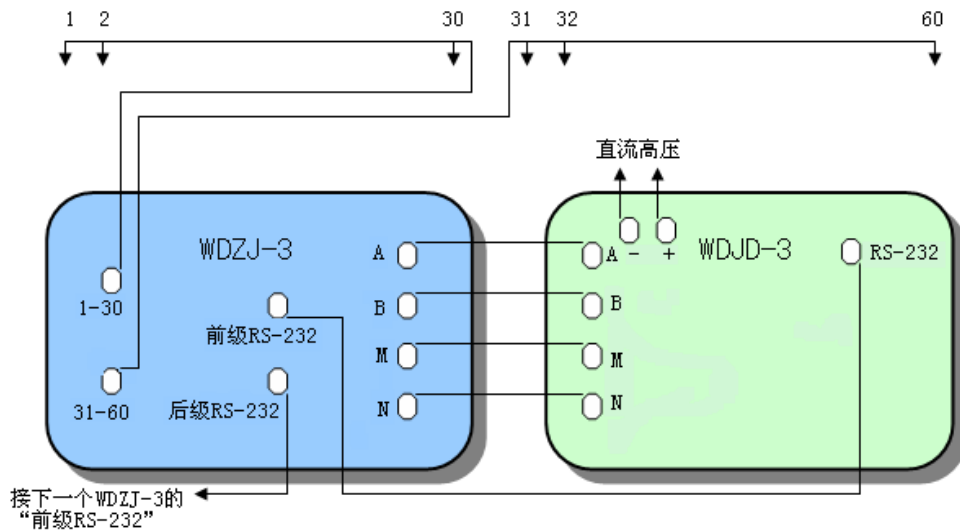 1 2 30 31 32 60
直流高压
WDZJ-3
A
A - +
WDJD-3
RS-232
1-30
B
B
前级RS-232
M
M
31-60
后级RS-232
N
N
接下一个WDZJ-3的
“前级RS-232”